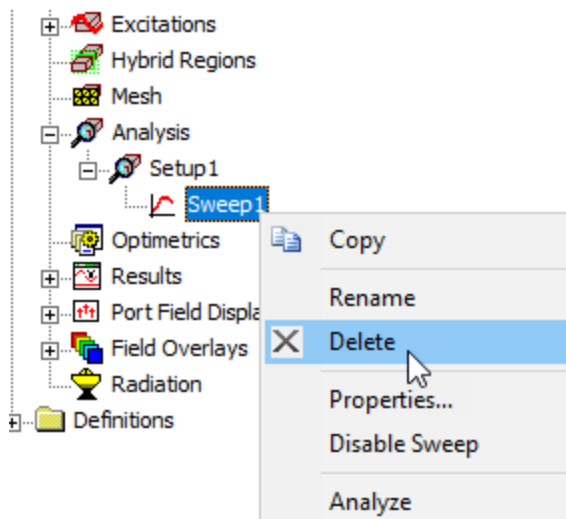 Excitations
Hybrid Regions
Mesh
Analysis
Setup1
Sweep1
Optimetrics
Results
Port Field Displa
Field Overlays
Radiation
Definitions
Copy
Rename
Delete
Properties...
Disable Sweep
Analyze